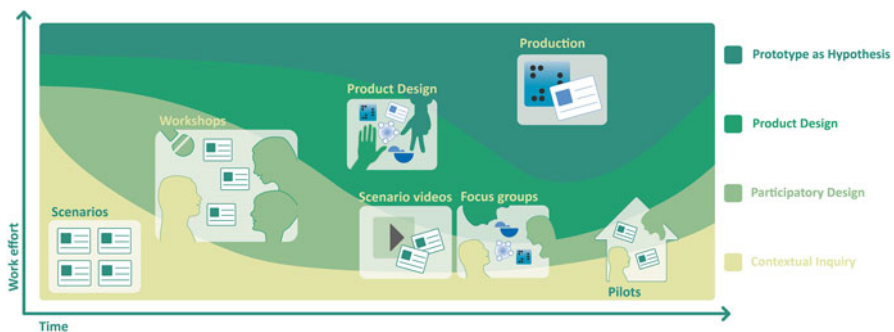 Production
Prototype as Hypothesis
Product Design
Workshops
Product Design
Scenario videos
Focus groups
Participatory Design
Scenarios
Contextual Inquiry
Pilots
Work effort
Time